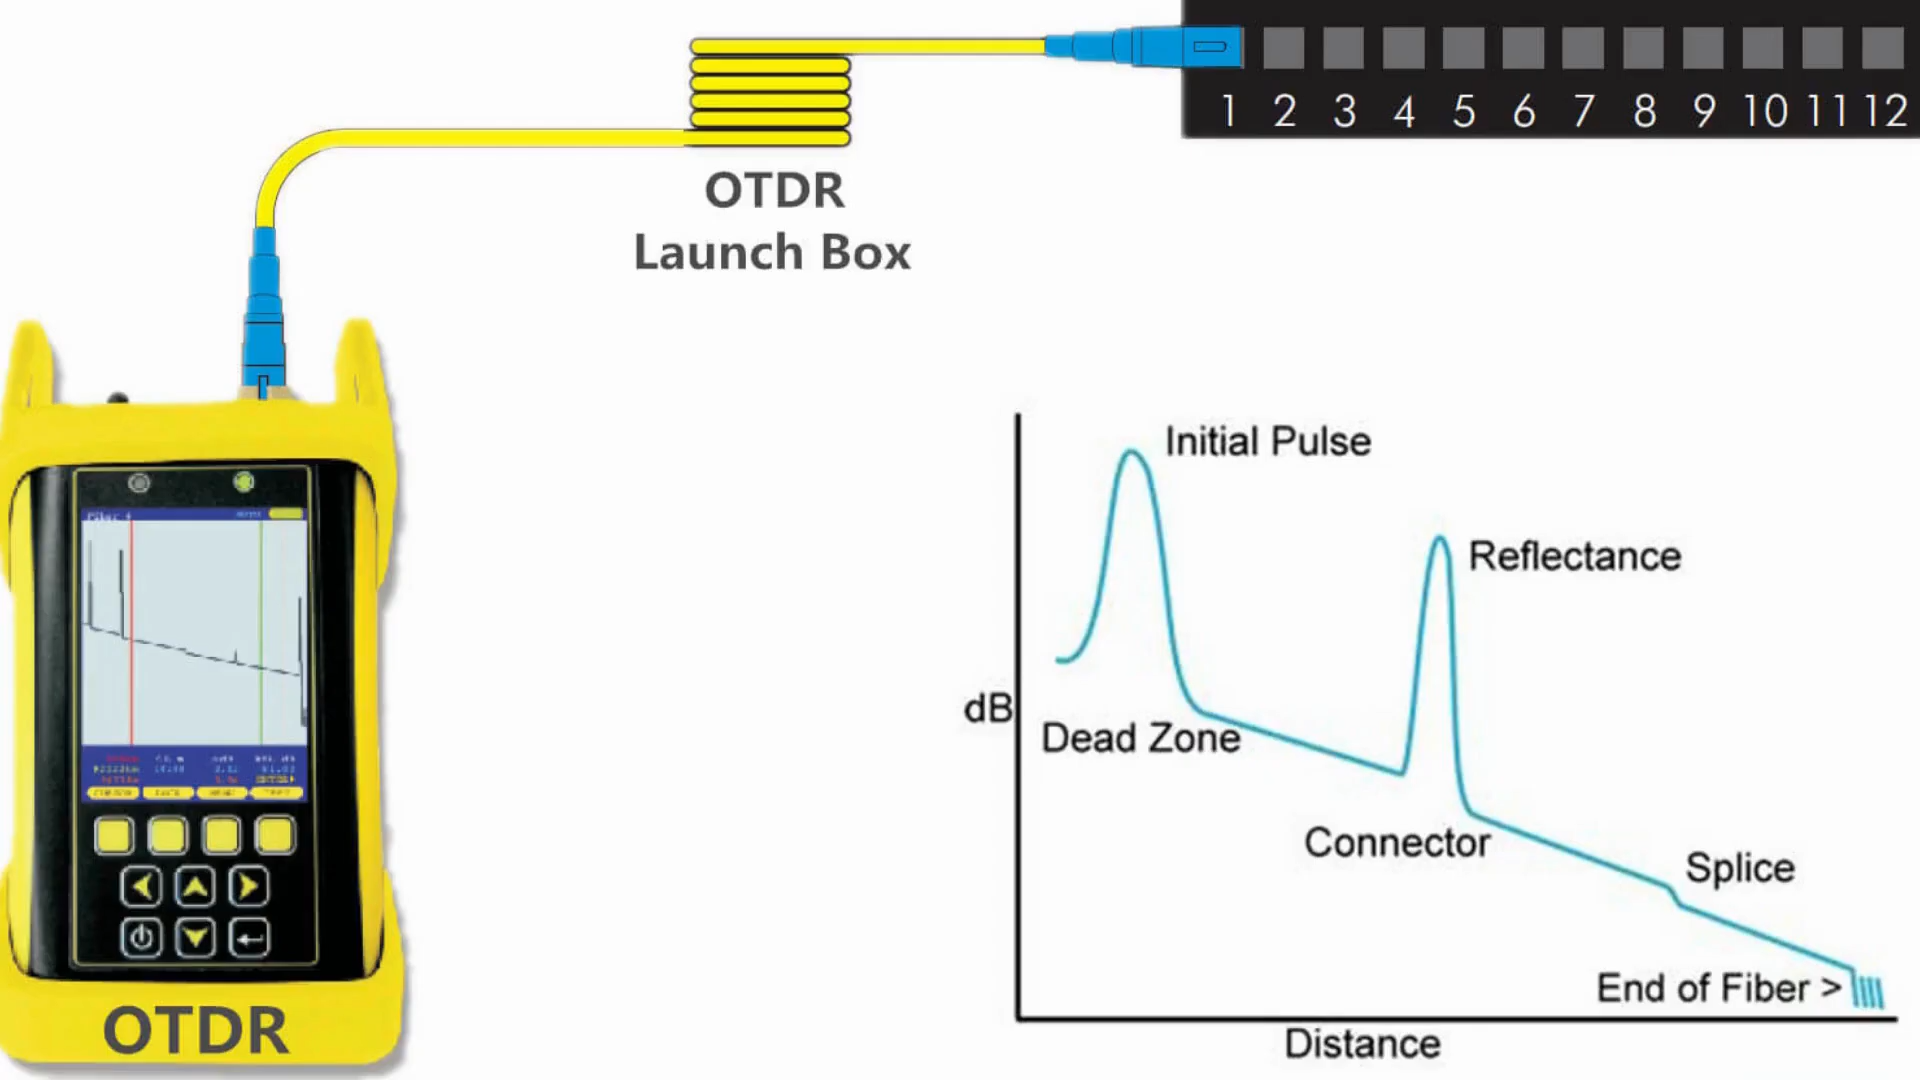 1 2 3 4 5 6 7 8 9 10 11 12
OTDR
Launch Box
Initial Pulse
Reflectance
dB
Dead Zone
Connector
Splice
End of Fiber >
Distance
OTDR